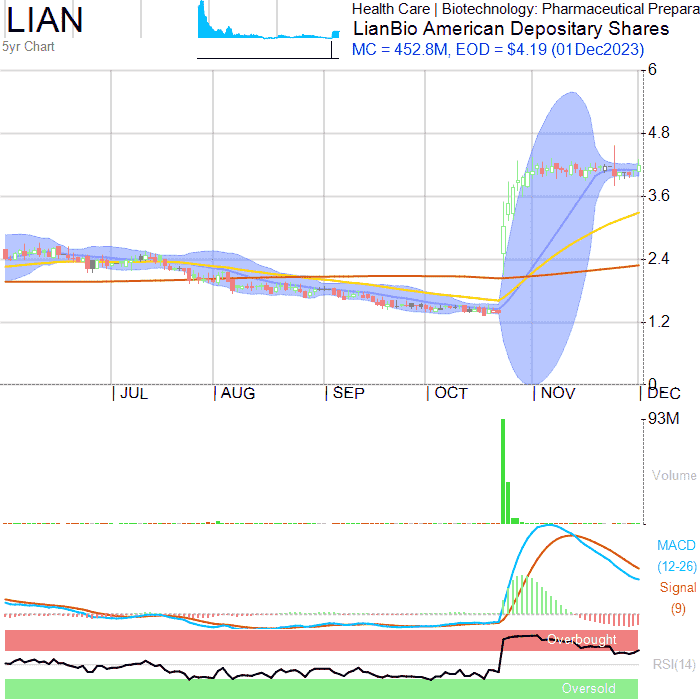 LIAN
Health Care | Biotechnology: Pharmaceutical Prepara
LianBio American Depositary Shares
5yr Chart
MC = 452.8M, EOD = $4.19 (01Dec2023)
6
4.8
3.6
2.4
1.2
0
JUL AUG SEP OCT NOV DEC
93M
Volume
MACD
(12-26)
Signal
(9)
Overbought
RSI(14)
Oversold